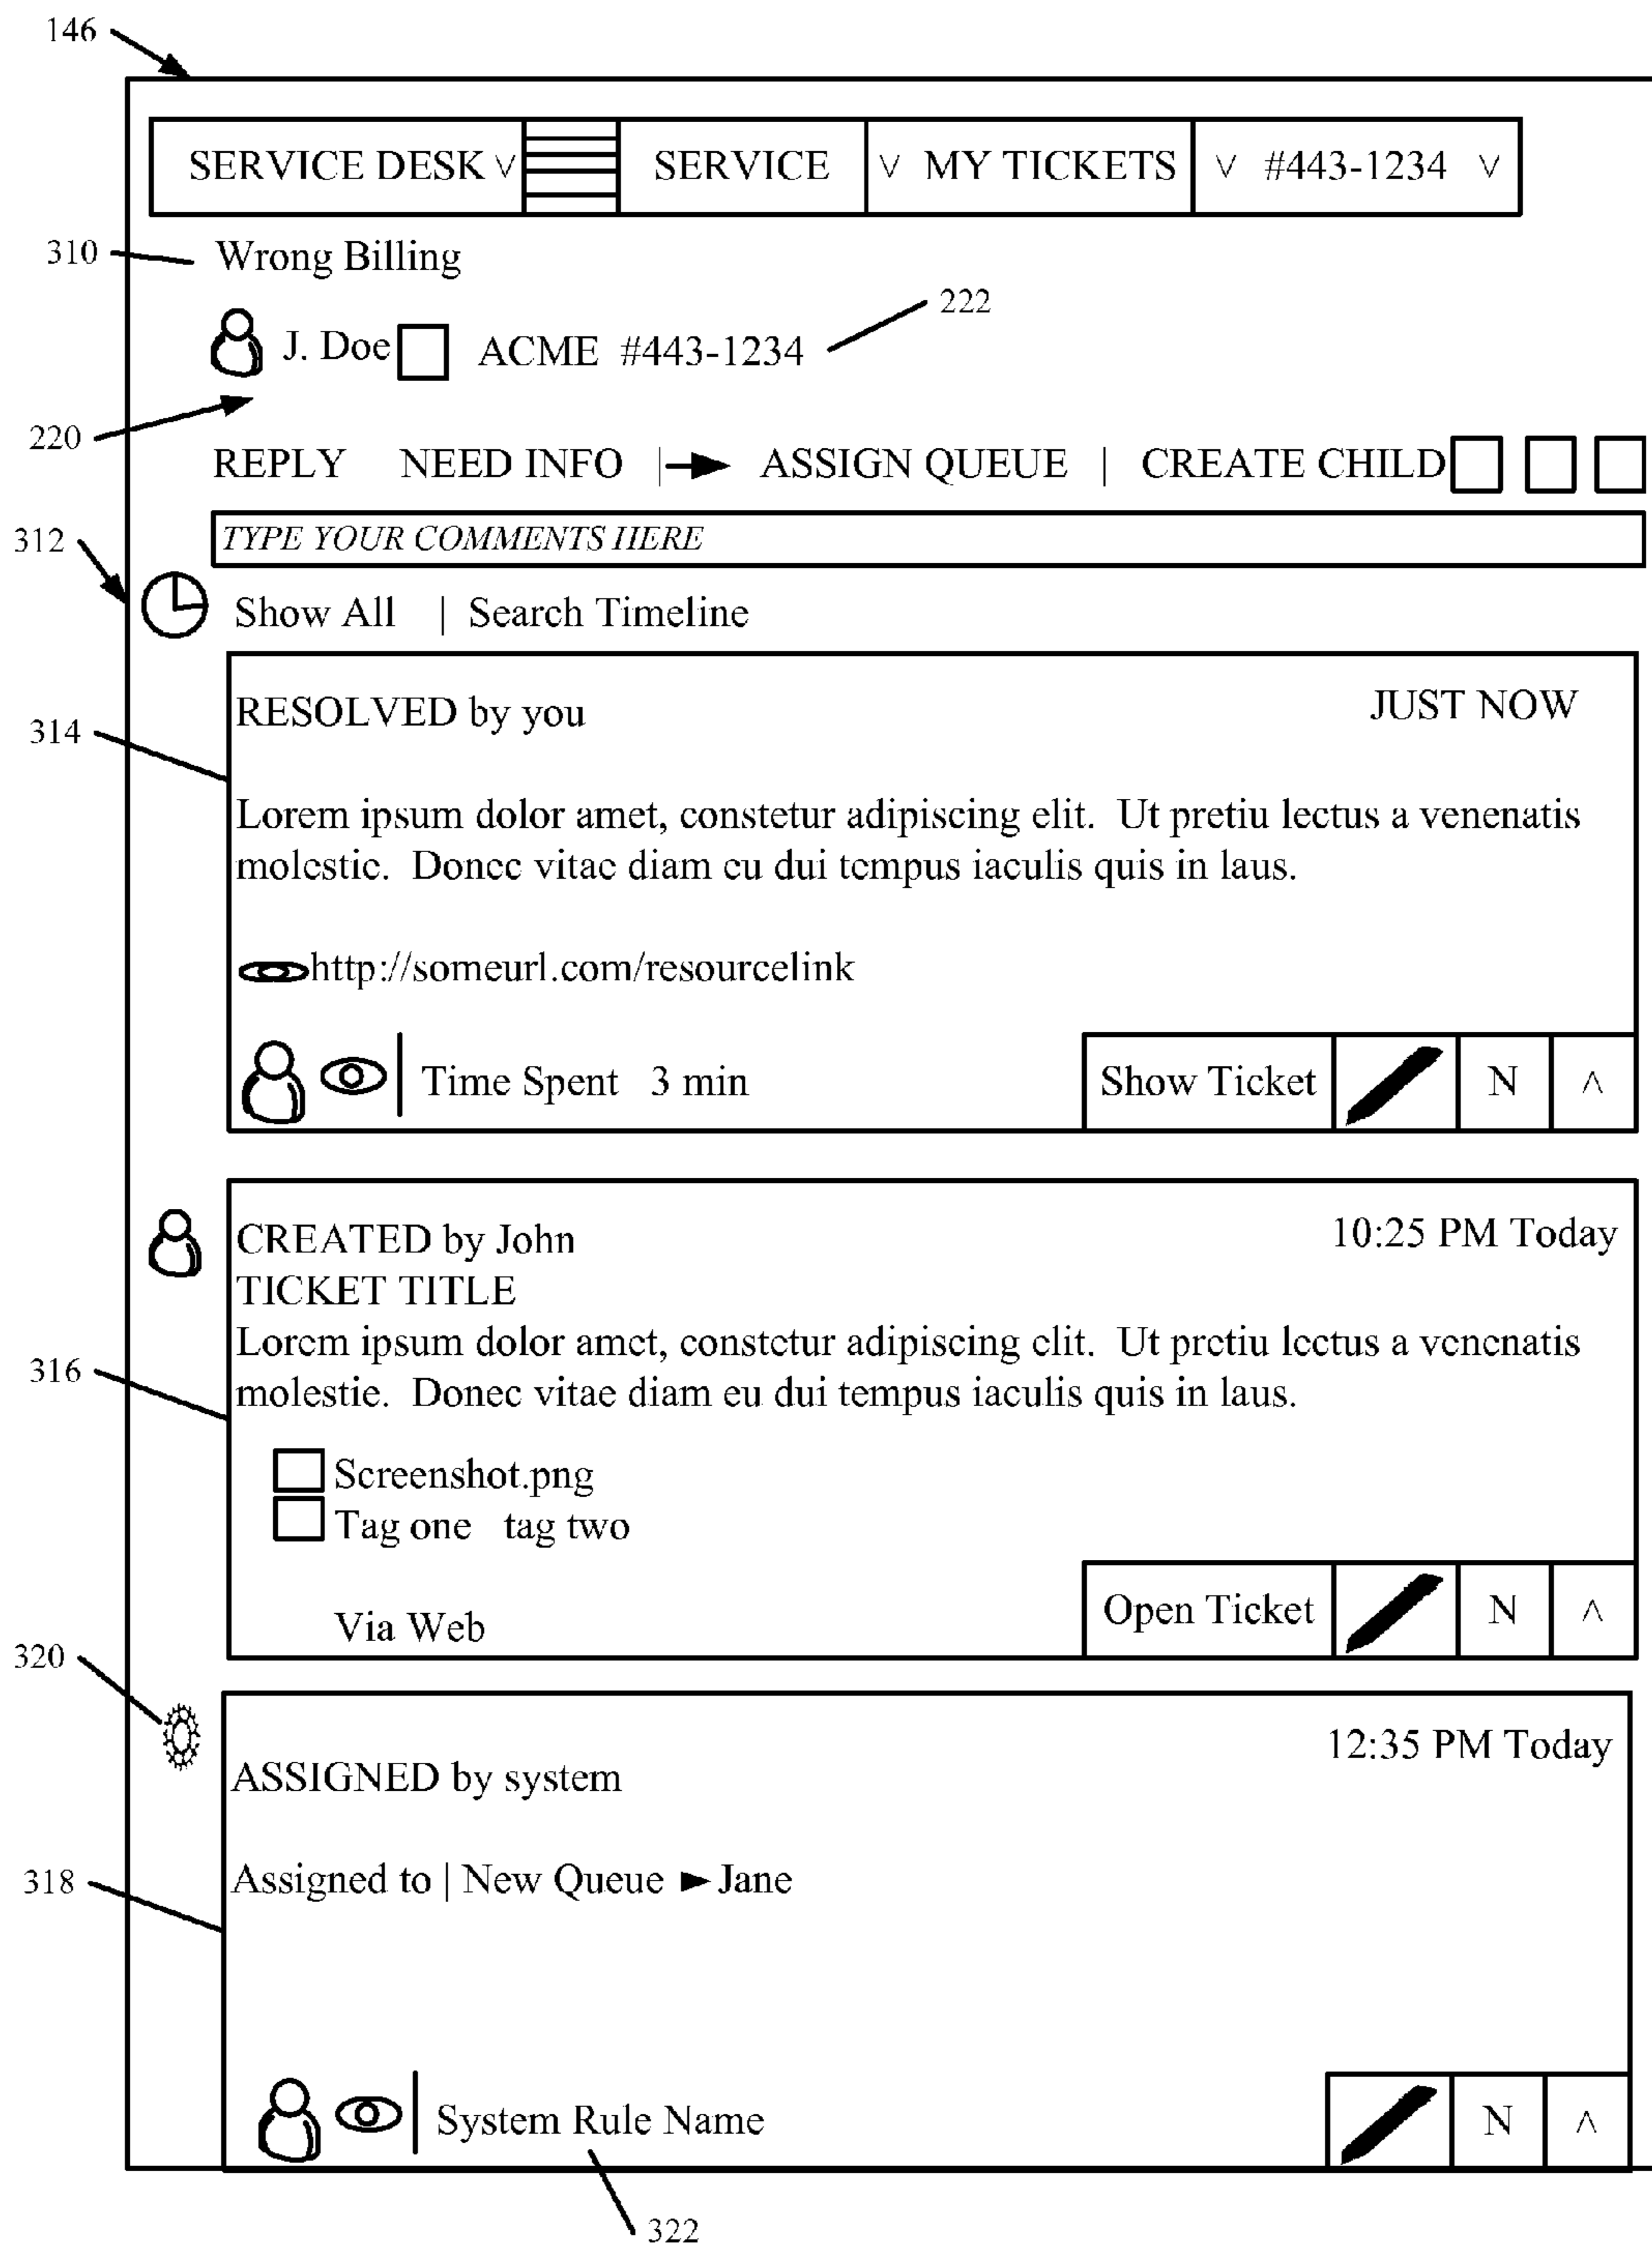 146
SERVICE DESK V SERVICE V MY TICKETS V #443-1234 V
310 Wrong Billing
222
J. Doe ACME #443-1234
220
REPLY NEED INFO | ASSIGN QUEUE | CREATE CHILD
312 TYPE YOUR COMMENTS HERE
Show All | Search Timeline
RESOLVED by you JUST NOW
314
Lorem ipsum dolor amet, constetur adipiscing elit. Ut pretiu lectus a venenatis
molestie. Donec vitae diam eu dui tempus iaculis quis in laus.
http://someurl.com/resourcelink
Time Spent 3 min Show Ticket N ^
CREATED by John 10:25 PM Today
TICKET TITLE
Lorem ipsum dolor amet, constetur adipiscing elit. Ut pretiu lectus a venenatis
316
molestie. Donec vitae diam eu dui tempus iaculis quis in laus.
Screenshot.png
Tag one tag two
Open Ticket N ^
Via Web
320
12:35 PM Today
ASSIGNED by system
318 Assigned to | New Queue ► Jane
System Rule Name N ^
322